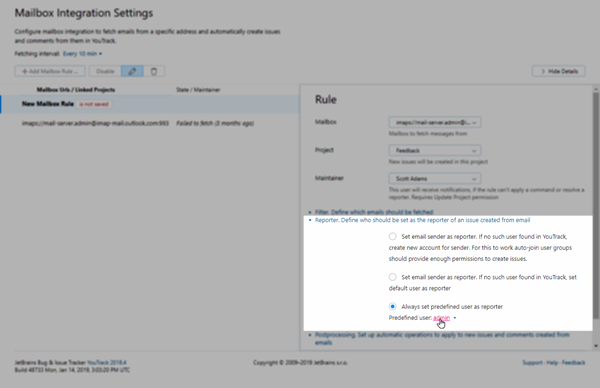 Mailbox Integration Settings
Configure mailbox integration to fetch emails from a specific address and automatically create issues
and comments from them in YouTrack.
Fetching interval: Every 10 min
+ Add Mailbox Rule... Disable
> Hide Details
Mailbox Urls / Linked Projects State / Maintainer
New Mailbox Rule is not saved
imaps://mail-server.admin@imap-mail.outlook.com:993 Failed to fetch (3 months ago)
Rule
Mailbox imaps://mail-server.admin@i...
Mailbox to fetch messages from
Project Feedback
New issues will be created in this project
Maintainer Scott Adams
This user will receive notifications, if the rule can't apply a command or resolve a
reporter. Requires Update Project permission
Filter. Define which emails should be fetched
Reporter. Define who should be set as the reporter of an issue created from email
Set email sender as reporter. If no such user found in YouTrack,
create new account for sender. For this to work auto-join user groups
should provide enough permissions to create issues.
Set email sender as reporter. If no such user found in YouTrack, set
default user as reporter
Always set predefined user as reporter
Predefined user: admin
Postprocessing. Set up automatic operations to apply to new issues and comments created from
emails
JetBrains Bug & Issue Tracker YouTrack 2018.4
Build 48733 Mon, Jan 14, 2019, 3:03:20 PM UTC
Copyright © 2009–2019 JetBrains s.r.o.
Support · Help · Feedback